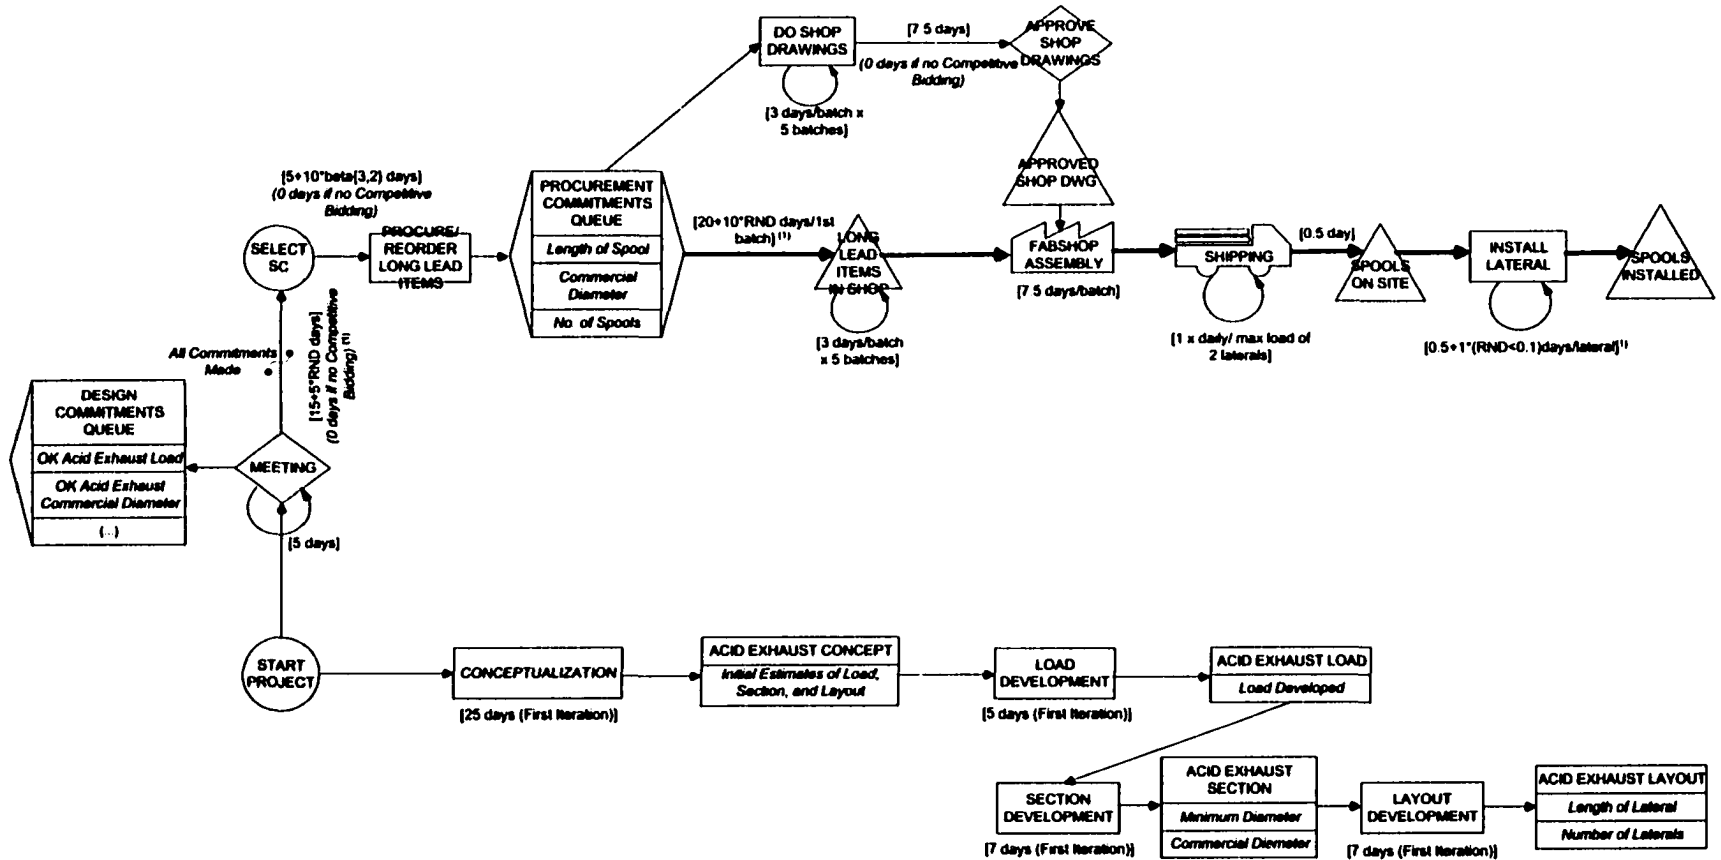 DO SHOP
DRAWINGS
[7 5 days]
(0 days if no Competitive
Bidding)
APPROVE
SHOP
DRAWINGS
[3 days/batch x
5 batches]
APPROVED
SHOP DWG
[5+10*beta{3,2} days]
(0 days if no Competitive
Bidding)
SELECT
SC
PROCURE/
REORDER
LONG LEAD
ITEMS
PROCUREMENT
COMMITMENTS
QUEUE
Length of Spool
Commercial
Diameter
No. of Spools
[20+10*RND days/1st
batch] (1)
LONG
LEAD
ITEMS
IN SHOP
[3 days/batch
x 5 batches]
FABSHOP
ASSEMBLY
[7 5 days/batch]
SHIPPING
[1 x daily/ max load of
2 laterals]
[0.5 day]
SPOOLS
ON SITE
INSTALL
LATERAL
[0.5+1*(RND<0.1)days/lateral]1)
SPOOLS
INSTALLED
All Commitments
Made
[15+5*RND days]
(0 days if no Competitive
Bidding) (1)
DESIGN
COMMITMENTS
QUEUE
OK Acid Exhaust Load
OK Acid Exhaust
Commercial Diameter
(...)
MEETING
[5 days]
START
PROJECT
CONCEPTUALIZATION
[25 days (First Iteration)]
ACID EXHAUST CONCEPT
Initial Estimates of Load,
Section, and Layout
LOAD
DEVELOPMENT
[5 days (First Iteration)]
ACID EXHAUST LOAD
Load Developed
SECTION
DEVELOPMENT
[7 days (First Iteration)]
ACID EXHAUST
SECTION
Minimum Diameter
Commercial Diameter
LAYOUT
DEVELOPMENT
[7 days (First Iteration)]
ACID EXHAUST LAYOUT
Length of Lateral
Number of Laterals